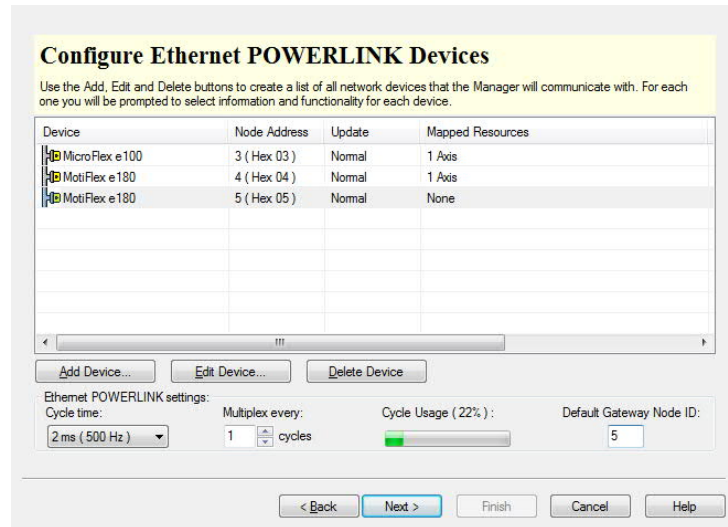 Configure Ethernet POWERLINK Devices
Use the Add, Edit and Delete buttons to create a list of all network devices that the Manager will communicate with. For each
one you will be prompted to select information and functionality for each device.
Device Node Address Update Mapped Resources
MicroFlex e100 3 ( Hex 03 ) Normal 1 Axis
MotiFlex e180 4 ( Hex 04 ) Normal 1 Axis
MotiFlex e180 5 ( Hex 05 ) Normal None
Add Device... Edit Device... Delete Device
Ethernet POWERLINK settings:
Cycle time: Multiplex every: Cycle Usage ( 22% ) : Default Gateway Node ID:
2 ms ( 500 Hz ) 1 cycles 5
< Back Next > Finish Cancel Help